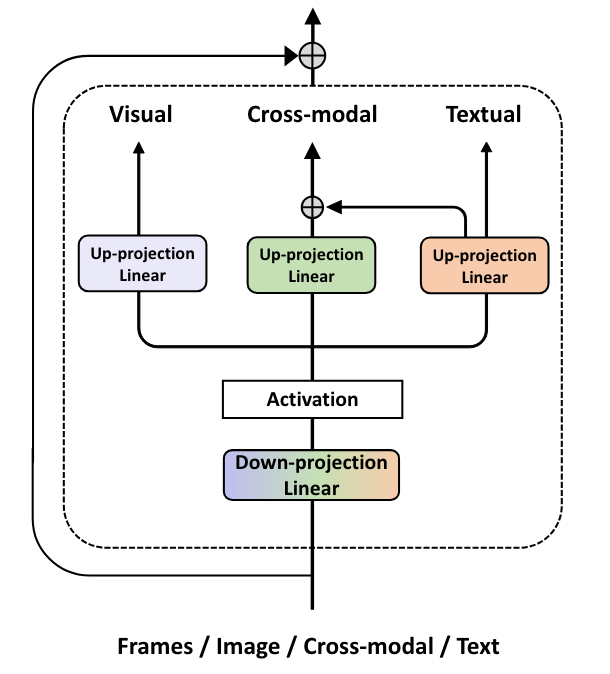 Visual Cross-modal Textual
Up-projection
Linear
Up-projection
Linear
Up-projection
Linear
Activation
Down-projection
Linear
Frames / Image / Cross-modal / Text